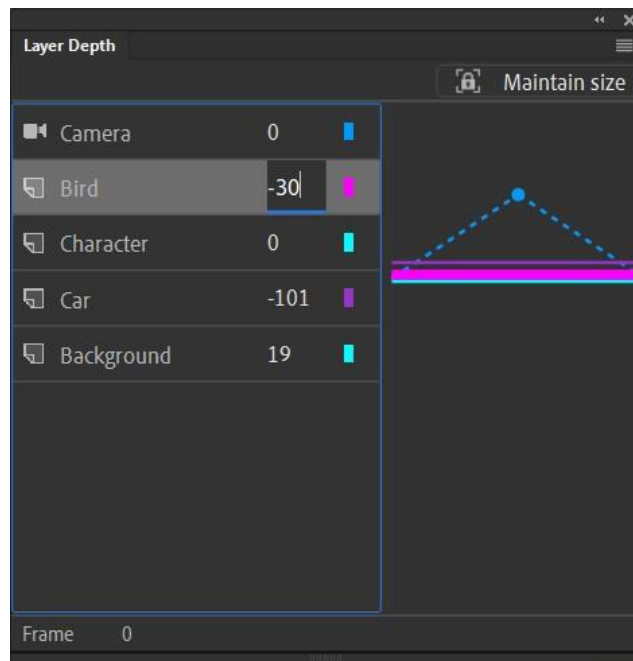 Layer Depth
Maintain size
Camera 0
Bird -30
Character 0
Car -101
Background 19
Frame 0